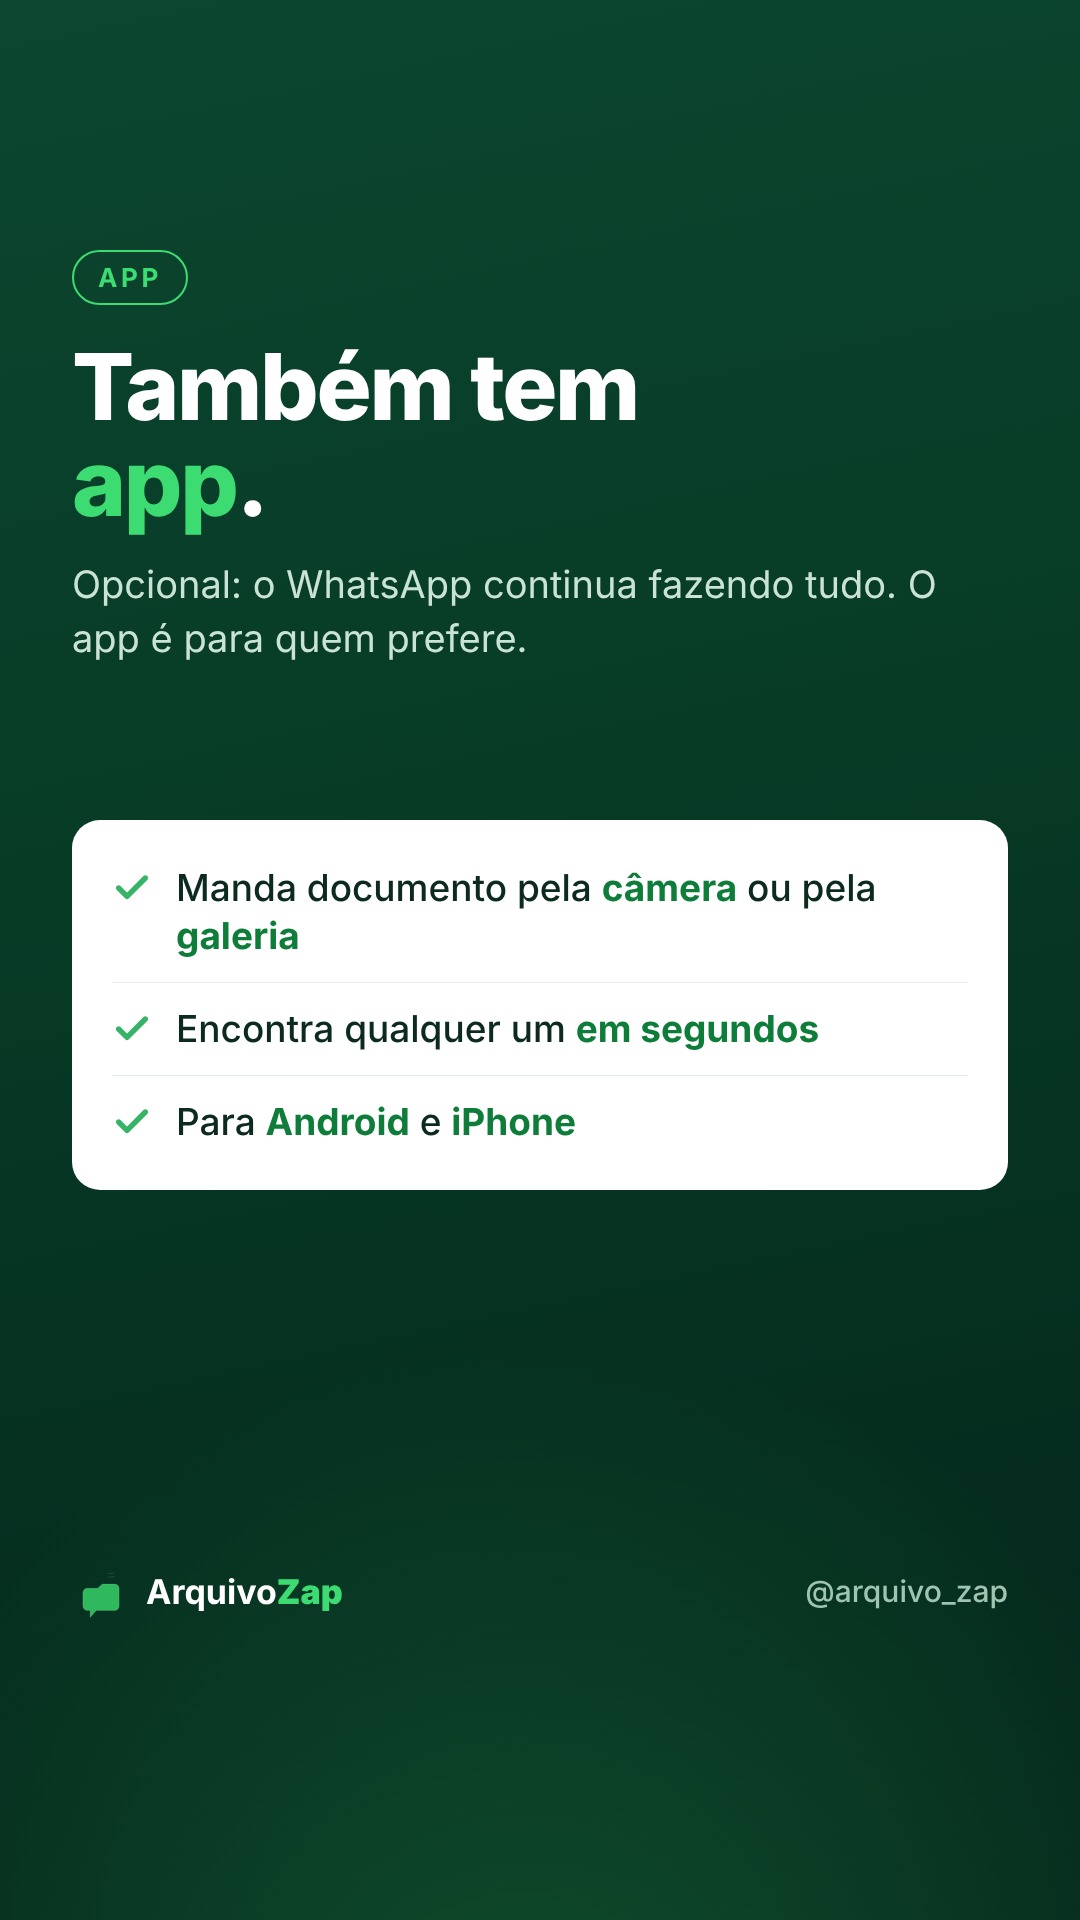 APP
Também tem
app.
Opcional: o WhatsApp continua fazendo tudo. O
app é para quem prefere.
Manda documento pela câmera ou pela
galeria
Encontra qualquer um em segundos
Para Android e iPhone
ArquivoZap
@arquivo_zap